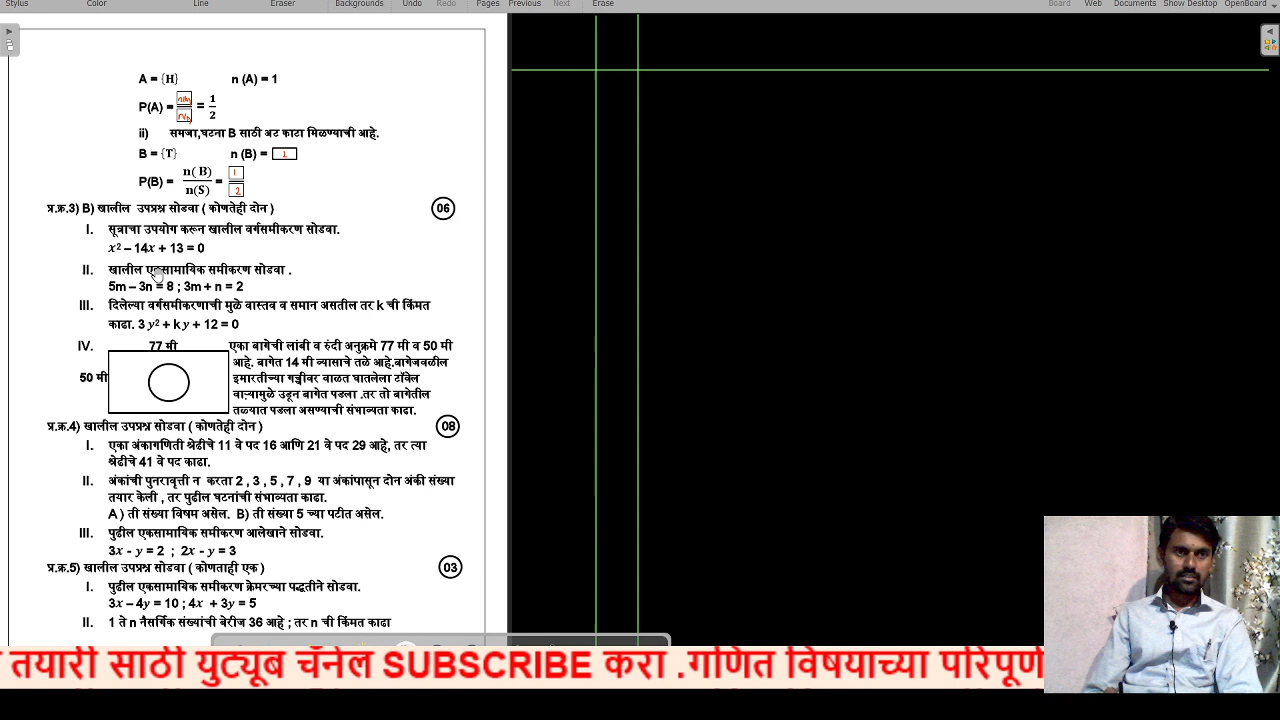 Stylus Color Line Eraser Backgrounds Undo Redo Pages Previous Next Erase Board Web Documents Show Desktop OpenBoard
A = {H} n (A) = 1
P(A) = = 1/2
ii) समजा,घटना B साठी अट काटा मिळण्याची आहे.
B = {T} n (B) = 1
P(B) = n( B)/n(S) = 1/2
प्र.क्र.3) B) खालील उपप्रश्न सोडवा ( कोणतेही दोन ) 06
I. सूत्राचा उपयोग करून खालील वर्गसमीकरण सोडवा.
x² – 14x + 13 = 0
II. खालील एकसामायिक समीकरण सोडवा .
5m – 3n = 8 ; 3m + n = 2
III. दिलेल्या वर्गसमीकरणाची मुळे वास्तव व समान असतील तर k ची किंमत
काढा. 3 y² + k y + 12 = 0
IV. 77 मी एका बागेची लांबी व रुंदी अनुक्रमे 77 मी व 50 मी
आहे. बागेत 14 मी व्यासाचे तळे आहे.बागेजवळील
50 मी इमारतीच्या गच्चीवर वाळत घातलेला टॉवेल
वाऱ्यामुळे उडून बागेत पडला .तर तो बागेतील
तळ्यात पडला असण्याची संभाव्यता काढा.
प्र.क्र.4) खालील उपप्रश्न सोडवा ( कोणतेही दोन ) 08
I. एका अंकागणिती श्रेढीचे 11 वे पद 16 आणि 21 वे पद 29 आहे, तर त्या
श्रेढीचे 41 वे पद काढा.
II. अंकांची पुनरावृत्ती न करता 2 , 3 , 5 , 7 , 9 या अंकांपासून दोन अंकी संख्या
तयार केली , तर पुढील घटनांची संभाव्यता काढा.
A ) ती संख्या विषम असेल. B) ती संख्या 5 च्या पटीत असेल.
III. पुढील एकसामायिक समीकरण आलेखाने सोडवा.
3x - y = 2 ; 2x - y = 3
प्र.क्र.5) खालील उपप्रश्न सोडवा ( कोणताही एक ) 03
I. पुढील एकसामायिक समीकरण क्रेमरच्या पद्धतीने सोडवा.
3x – 4y = 10 ; 4x + 3y = 5
II. 1 ते n नैसर्गिक संख्यांची बेरीज 36 आहे ; तर n ची किंमत काढा
तयारी साठी युट्यूब चॅनेल SUBSCRIBE करा .गणित विषयाच्या परिपूर्ण